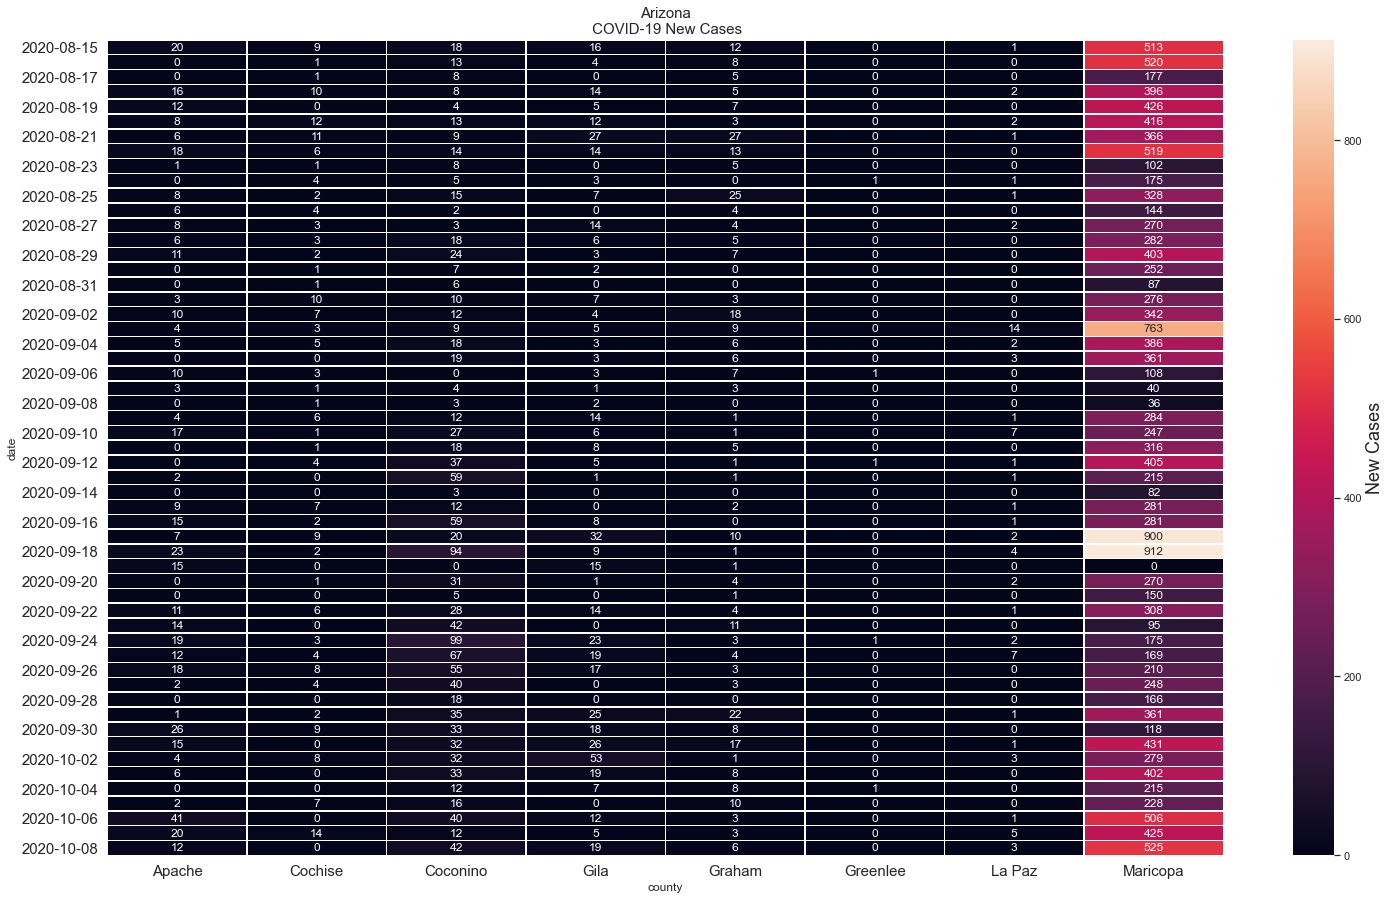 Arizona
COVID-19 New Cases
2020-08-15 20 9 18 16 12 0 1 513
0 1 13 4 8 0 0 520
2020-08-17 0 1 8 0 5 0 0 177
16 10 8 14 5 0 2 396
2020-08-19 12 0 4 5 7 0 0 426
8 12 13 12 3 0 2 416
2020-08-21 6 11 9 27 27 0 1 366
18 6 14 14 13 0 0 519
2020-08-23 1 1 8 0 5 0 0 102
0 4 5 3 0 1 1 175
2020-08-25 8 2 15 7 25 0 1 328
6 4 2 0 4 0 0 144
2020-08-27 8 3 3 14 4 0 2 270
6 3 18 6 5 0 0 282
2020-08-29 11 2 24 3 7 0 0 403
0 1 7 2 0 0 0 252
2020-08-31 0 1 6 0 0 0 0 87
3 10 10 7 3 0 0 276
2020-09-02 10 7 12 4 18 0 0 342
4 3 9 5 9 0 14 763
2020-09-04 5 5 18 3 6 0 2 386
0 0 19 3 6 0 3 361
2020-09-06 10 3 0 3 7 1 0 108
3 1 4 1 3 0 0 40
2020-09-08 0 1 3 2 0 0 0 36
4 6 12 14 1 0 1 284
2020-09-10 17 1 27 6 1 0 7 247
0 1 18 8 5 0 0 316
2020-09-12 0 4 37 5 1 1 1 405
2 0 59 1 1 0 1 215
2020-09-14 0 0 3 0 0 0 0 82
9 7 12 0 2 0 1 281
2020-09-16 15 2 59 8 0 0 1 281
7 9 20 32 10 0 2 900
2020-09-18 23 2 94 9 1 0 4 912
15 0 0 15 1 0 0 0
2020-09-20 0 1 31 1 4 0 2 270
0 0 5 0 1 0 0 150
2020-09-22 11 6 28 14 4 0 1 308
14 0 42 0 11 0 0 95
2020-09-24 19 3 99 23 3 1 2 175
12 4 67 19 4 0 7 169
2020-09-26 18 8 55 17 3 0 0 210
2 4 40 0 3 0 0 248
2020-09-28 0 0 18 0 0 0 0 166
1 2 35 25 22 0 1 361
2020-09-30 26 9 33 18 8 0 0 118
15 0 32 26 17 0 1 431
2020-10-02 4 8 32 53 1 0 3 279
6 0 33 19 8 0 0 402
2020-10-04 0 0 12 7 8 1 0 215
2 7 16 0 10 0 0 228
2020-10-06 41 0 40 12 3 0 1 506
20 14 12 5 3 0 5 425
2020-10-08 12 0 42 19 6 0 3 525
Apache Cochise Coconino Gila Graham Greenlee La Paz Maricopa
county
date
800
600
400
200
0
New Cases